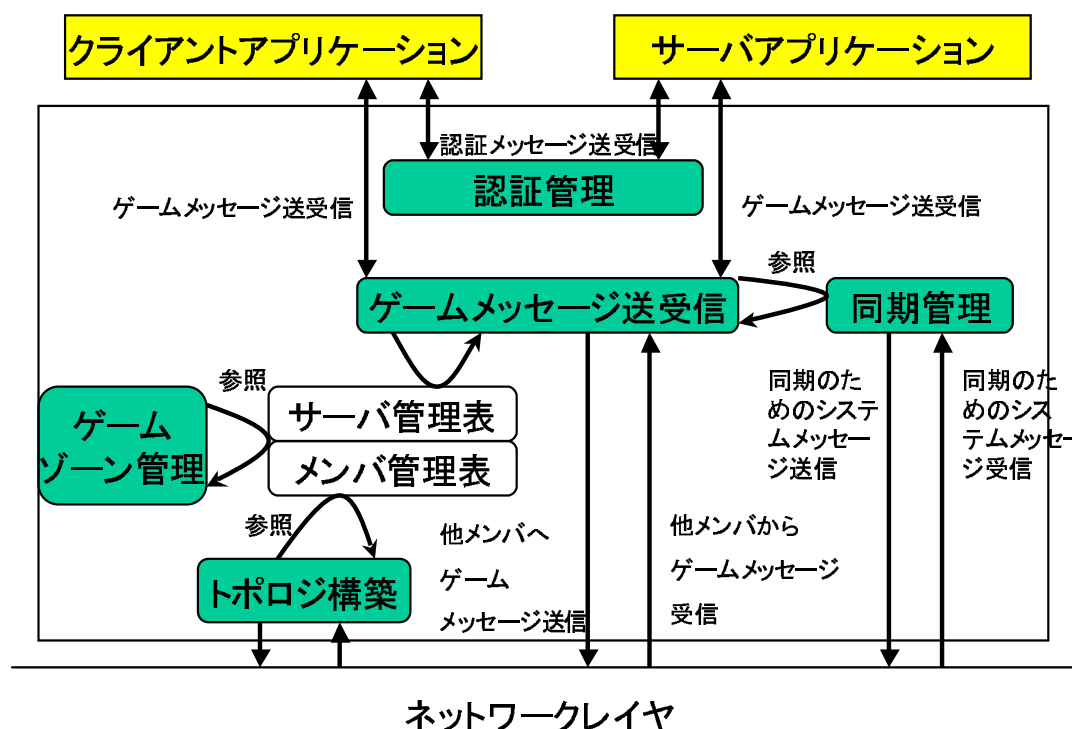 クライアントアプリケーション
サーバアプリケーション
認証メッセージ送受信
認証管理
ゲームメッセージ送受信
ゲームメッセージ送受信
参照
ゲームメッセージ送受信
同期管理
参照
サーバ管理表
ゲーム
ゾーン管理
メンバ管理表
同期のた
めのシステ
ムメッセー
ジ送信
同期のた
めのシス
テムメッセー
ジ受信
参照
トポロジ構築
他メンバへ
ゲーム
メッセージ送信
他メンバから
ゲームメッセージ
受信
ネットワークレイヤ